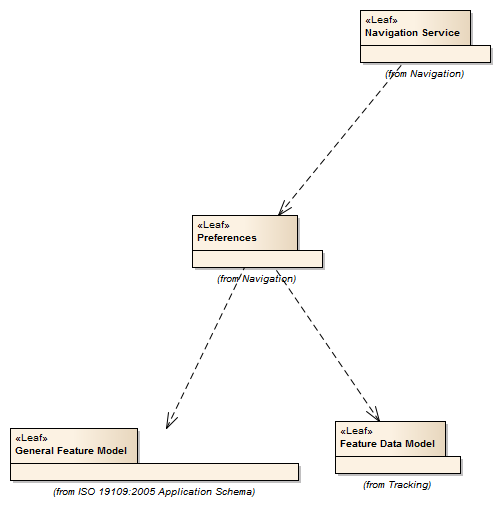 «Leaf»
Navigation Service
(from Navigation)
«Leaf»
Preferences
(from Navigation)
«Leaf»
General Feature Model
(from ISO 19109:2005 Application Schema)
«Leaf»
Feature Data Model
(from Tracking)